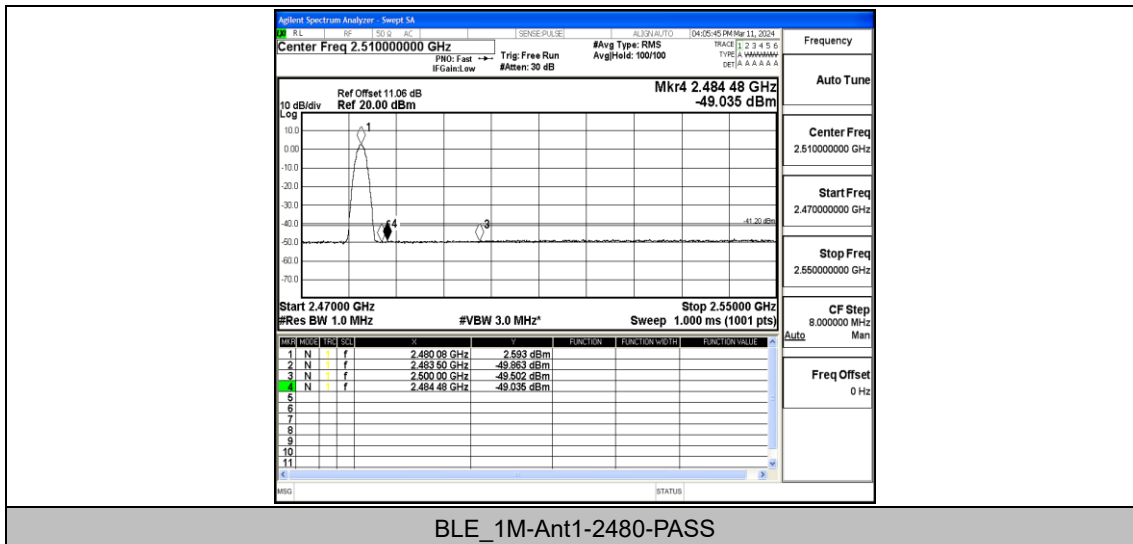 Agilent Spectrum Analyzer - Swept SA
RL RF 50 Ω AC SENSE:PULSE ALIGN AUTO 04:05:45 PM Mar 11, 2024
Center Freq 2.510000000 GHz #Avg Type: RMS TRACE 1 2 3 4 5 6
PNO: Fast Trig: Free Run Avg|Hold: 100/100 TYPE A
IFGain:Low #Atten: 30 dB DET A A A A A A
Mkr4 2.484 48 GHz
-49.035 dBm
Ref Offset 11.06 dB
10 dB/div Ref 20.00 dBm
Log
10.0
0.00
-10.0
-20.0
-30.0
-40.0
-50.0
-60.0
-70.0
1
4
3
-41.20 dBm
Start 2.47000 GHz Stop 2.55000 GHz
#Res BW 1.0 MHz #VBW 3.0 MHz* Sweep 1.000 ms (1001 pts)
MKR MODE TRC SCL X Y FUNCTION FUNCTION WIDTH FUNCTION VALUE
1 N 1 f 2.480 08 GHz 2.593 dBm
2 N 1 f 2.483 50 GHz -49.863 dBm
3 N 1 f 2.500 00 GHz -49.502 dBm
4 N 1 f 2.484 48 GHz -49.035 dBm
5
6
7
8
9
10
11
MSG STATUS
Frequency
Auto Tune
Center Freq
2.510000000 GHz
Start Freq
2.470000000 GHz
Stop Freq
2.550000000 GHz
CF Step
8.000000 MHz
Auto Man
Freq Offset
0 Hz
BLE_1M-Ant1-2480-PASS